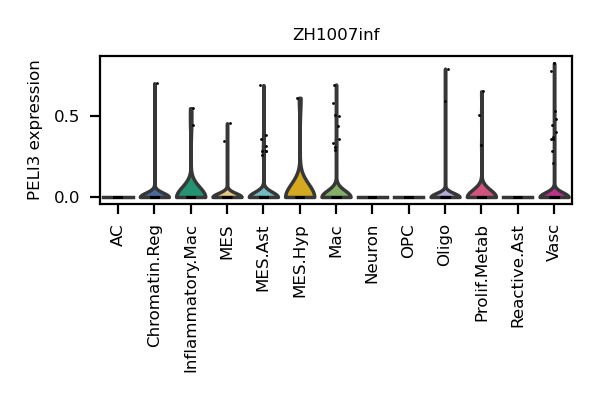 ZH1007inf
PELI3 expression
0.5
0.0
AC
Chromatin.Reg
Inflammatory.Mac
MES
MES.Ast
MES.Hyp
Mac
Neuron
OPC
Oligo
Prolif.Metab
Reactive.Ast
Vasc